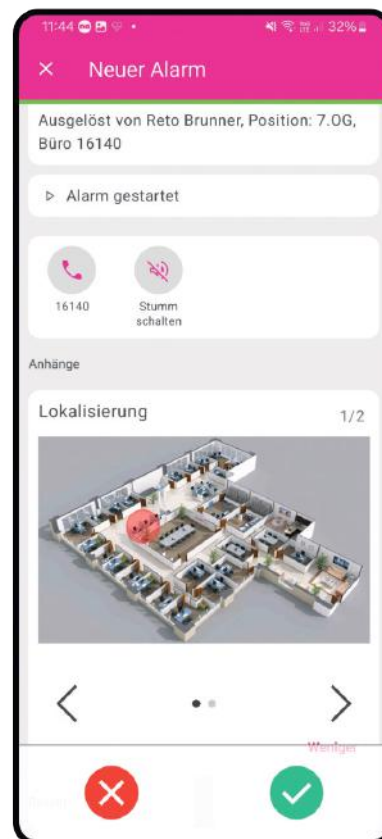 11:44 32%
Neuer Alarm
Ausgelöst von Reto Brunner, Position: 7.OG,
Büro 16140
Alarm gestartet
16140 Stumm
schalten
Anhänge
Lokalisierung 1/2
Weniger